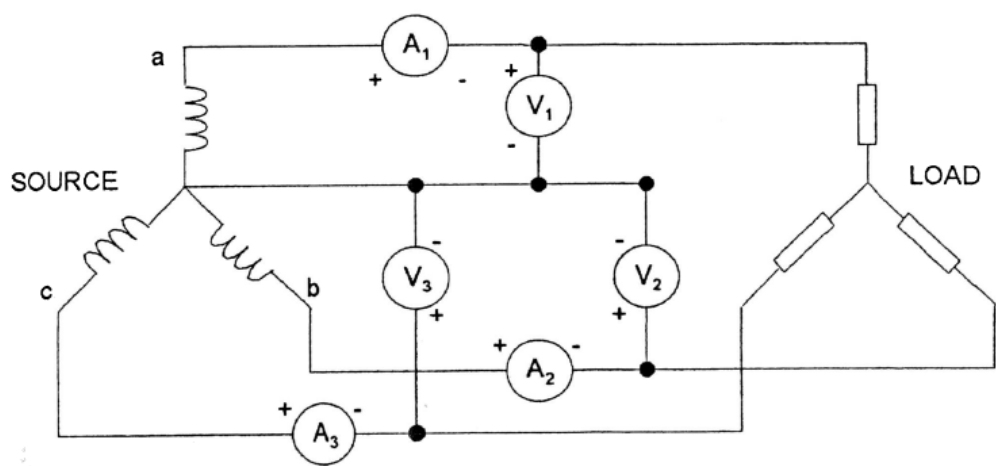 a
A1
+ -
+
V1
-
SOURCE
LOAD
-
V3
+
-
V2
+
c
b
+ -
A2
+ -
A3